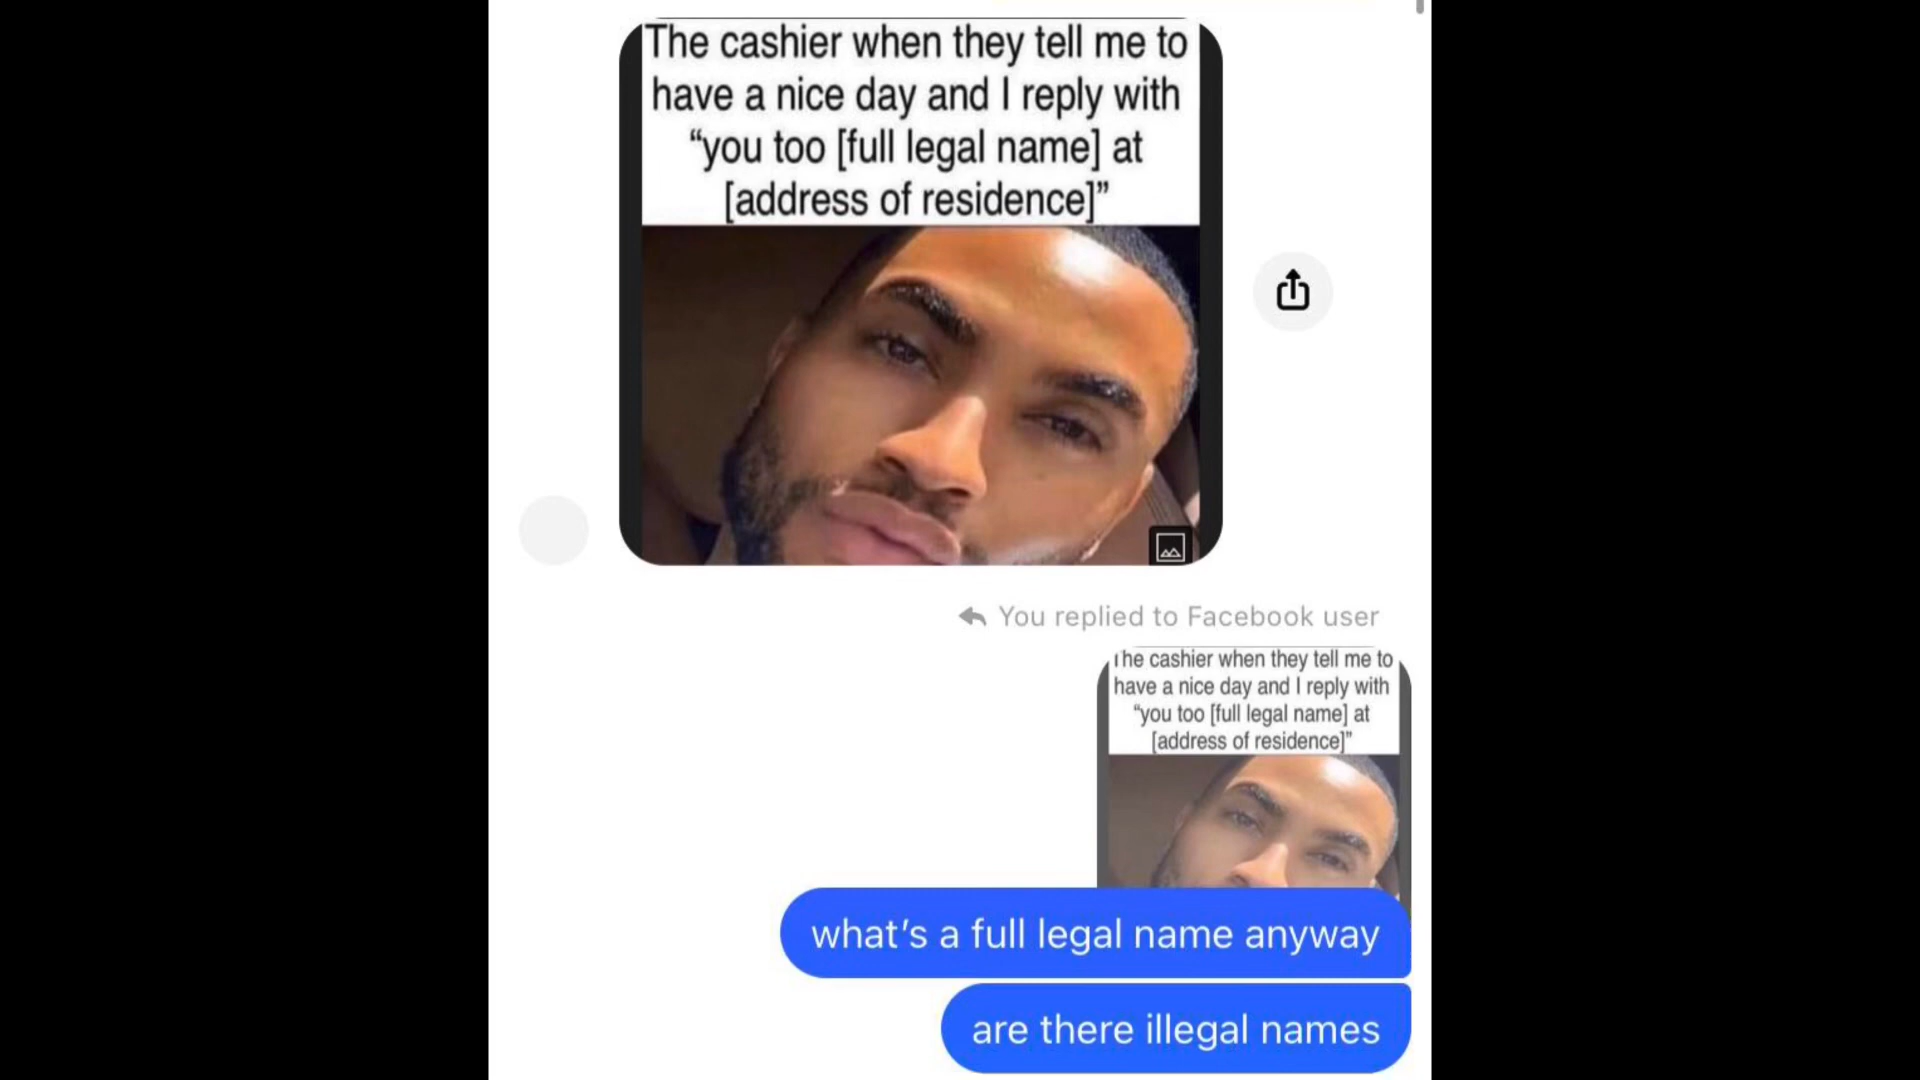 The cashier when they tell me to
have a nice day and I reply with
“you too [full legal name] at
[address of residence]”
You replied to Facebook user
The cashier when they tell me to
have a nice day and I reply with
“you too [full legal name] at
[address of residence]”
what’s a full legal name anyway
are there illegal names